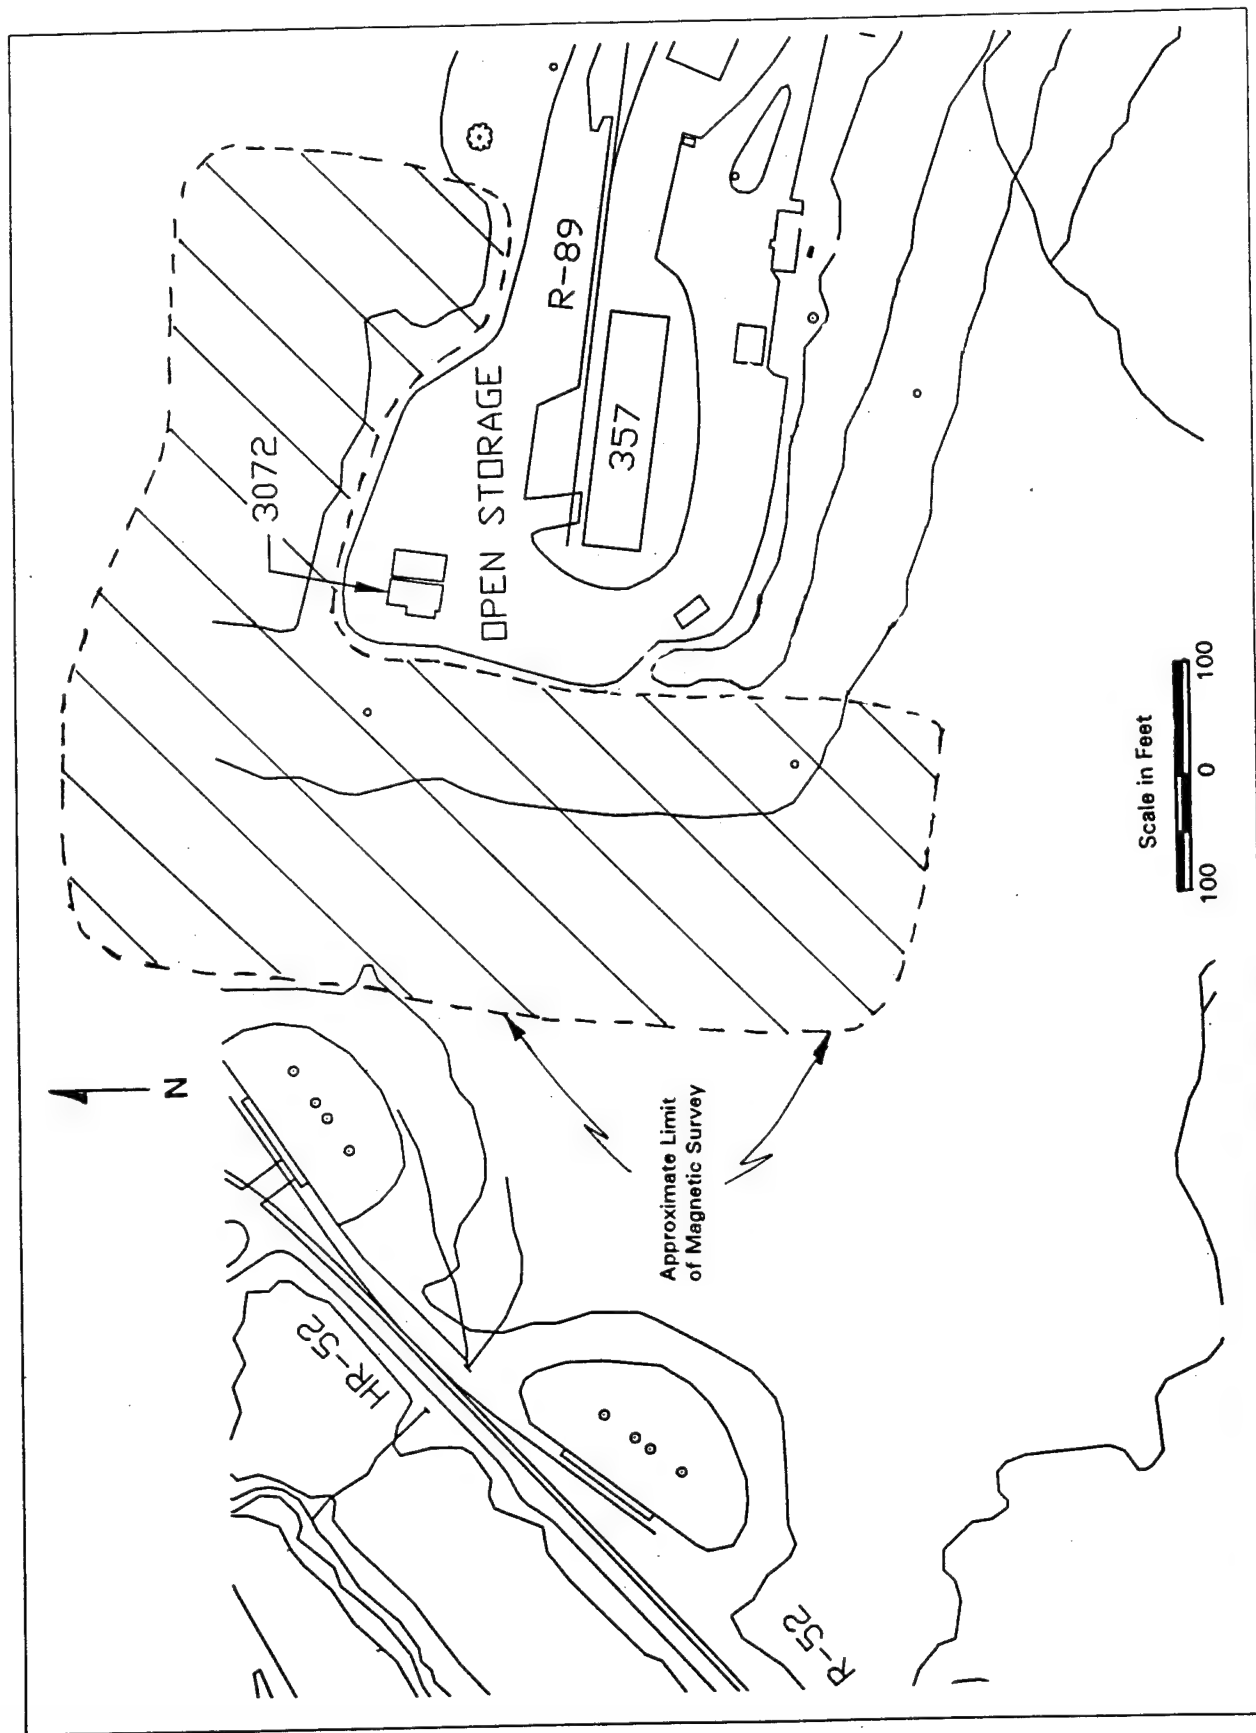 N
3072
OPEN STORAGE
R-89
357
HR-52
R-52
Approximate Limit
of Magnetic Survey
Scale in Feet
100 0 100